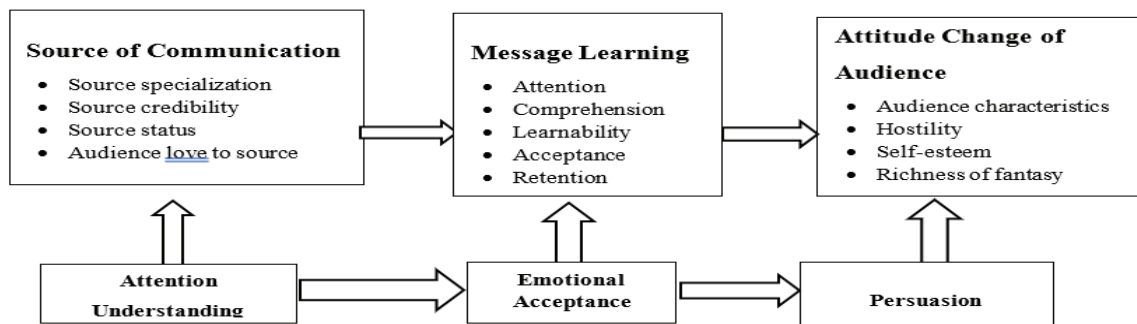 Source of Communication
• Source specialization
• Source credibility
• Source status
• Audience love to source
Message Learning
• Attention
• Comprehension
• Learnability
• Acceptance
• Retention
Attitude Change of
Audience
• Audience characteristics
• Hostility
• Self-esteem
• Richness of fantasy
Attention
Understanding
Emotional
Acceptance
Persuasion